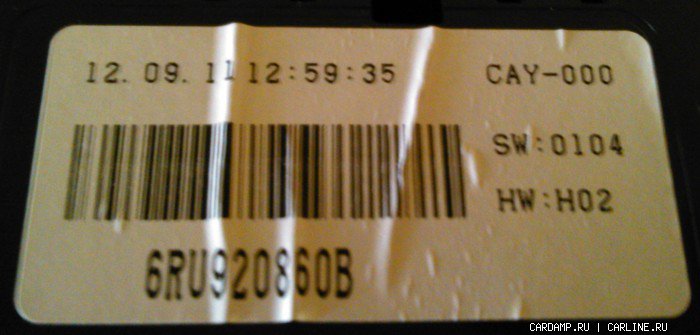 12. 09. 11 12:59:35 CAY-000
SW:0104
HW:H02
6RU920860B
CARDAMP.RU | CARLINE.RU